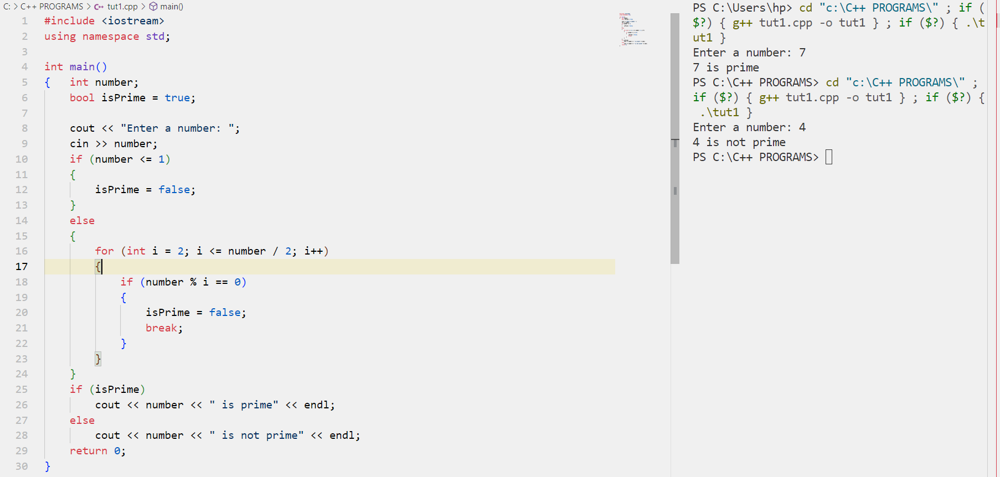 C: > C++ PROGRAMS > C++ tut1.cpp > main()
1 #include <iostream>
2 using namespace std;
3
4 int main()
5 {   int number;
6     bool isPrime = true;
7
8     cout << "Enter a number: ";
9     cin >> number;
10     if (number <= 1)
11     {
12         isPrime = false;
13     }
14     else
15     {
16         for (int i = 2; i <= number / 2; i++)
17         {
18             if (number % i == 0)
19             {
20                 isPrime = false;
21                 break;
22             }
23         }
24     }
25     if (isPrime)
26         cout << number << " is prime" << endl;
27     else
28         cout << number << " is not prime" << endl;
29     return 0;
30 }
PS C:\Users\hp> cd "c:\C++ PROGRAMS\" ; if (
$?) { g++ tut1.cpp -o tut1 } ; if ($?) { .\t
ut1 }
Enter a number: 7
7 is prime
PS C:\C++ PROGRAMS> cd "c:\C++ PROGRAMS\" ;
if ($?) { g++ tut1.cpp -o tut1 } ; if ($?) {
 .\tut1 }
Enter a number: 4
4 is not prime
PS C:\C++ PROGRAMS>